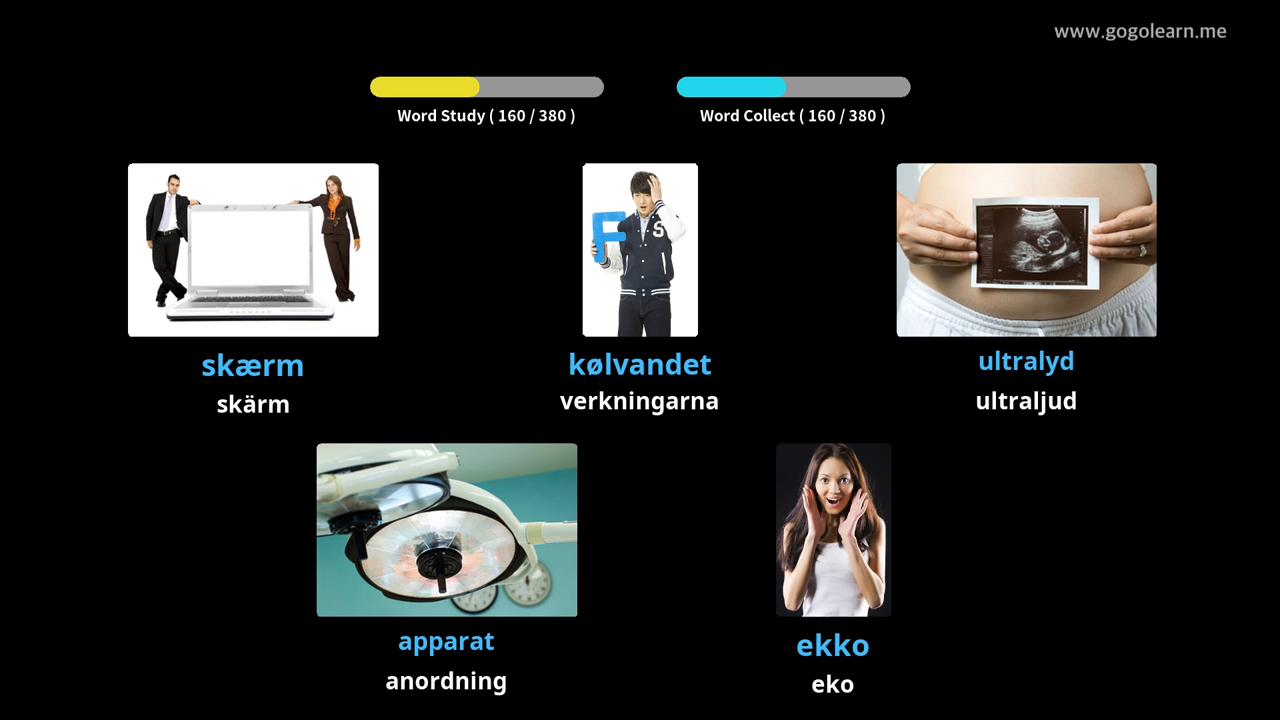 www.gogolearn.me
Word Study ( 160 / 380 )
Word Collect ( 160 / 380 )
F
S
skærm
skärm
kølvandet
verkningarna
ultralyd
ultraljud
apparat
anordning
ekko
eko